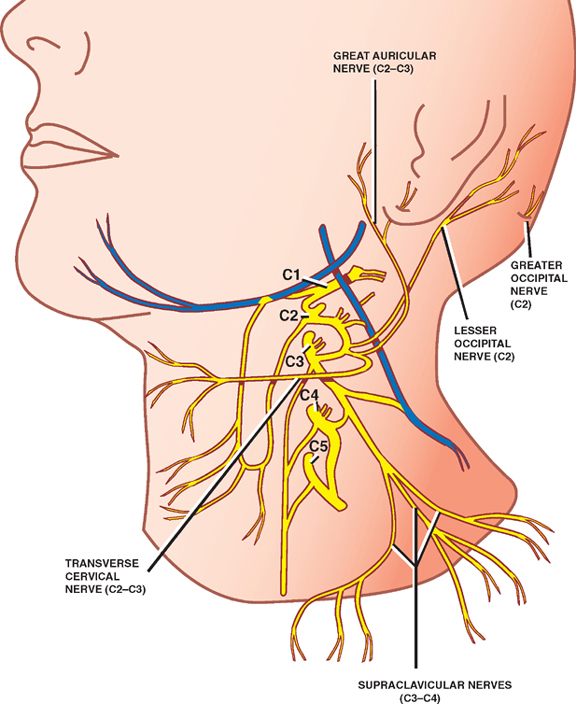 GREAT AURICULAR
NERVE (C2–C3)
C1
C2
C3
C4
C5
GREATER
OCCIPITAL
NERVE
(C2)
LESSER
OCCIPITAL
NERVE (C2)
TRANSVERSE
CERVICAL
NERVE (C2–C3)
SUPRACLAVICULAR NERVES
(C3–C4)